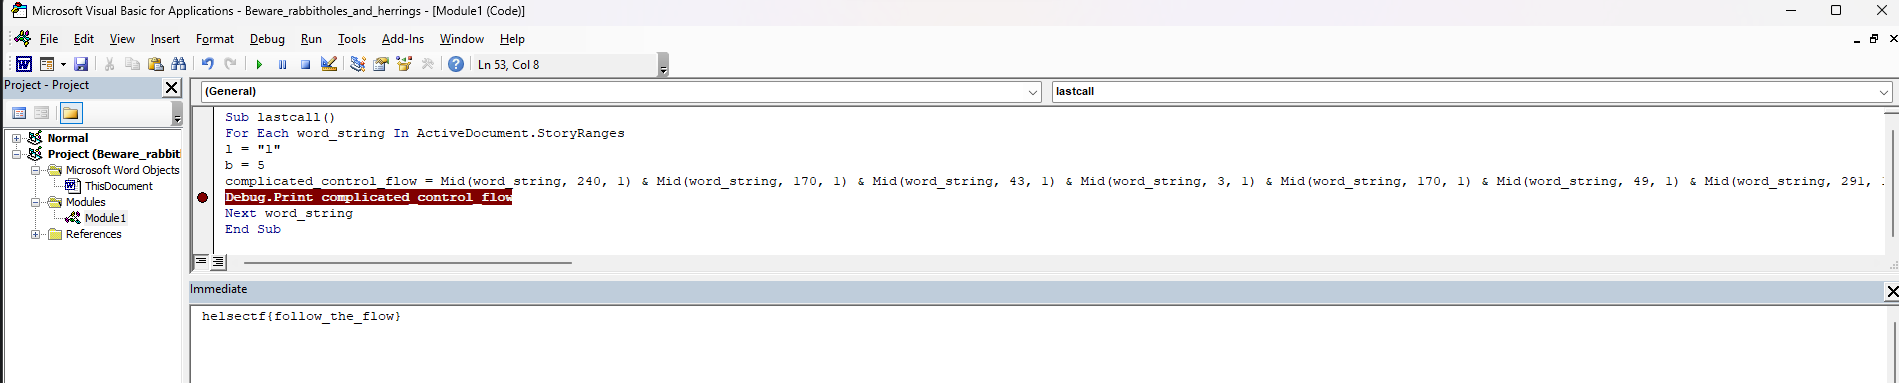 Microsoft Visual Basic for Applications - Beware_rabbitholes_and_herrings - [Module1 (Code)]
File Edit View Insert Format Debug Run Tools Add-Ins Window Help
Ln 53, Col 8
Project - Project
(General) lastcall
Normal
Project (Beware_rabbit
Microsoft Word Objects
ThisDocument
Modules
Module1
References
Sub lastcall()
For Each word_string In ActiveDocument.StoryRanges
l = "l"
b = 5
complicated_control_flow = Mid(word_string, 240, 1) & Mid(word_string, 170, 1) & Mid(word_string, 43, 1) & Mid(word_string, 3, 1) & Mid(word_string, 170, 1) & Mid(word_string, 49, 1) & Mid(word_string, 291,
Debug.Print complicated_control_flow
Next word_string
End Sub
Immediate
helsectf{follow_the_flow}